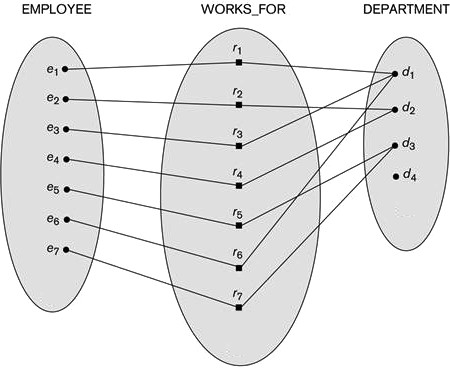 EMPLOYEE WORKS_FOR DEPARTMENT
e1 r1 d1
e2 r2 d2
e3 r3 d3
e4 r4 d4
e5 r5
e6 r6
e7 r7